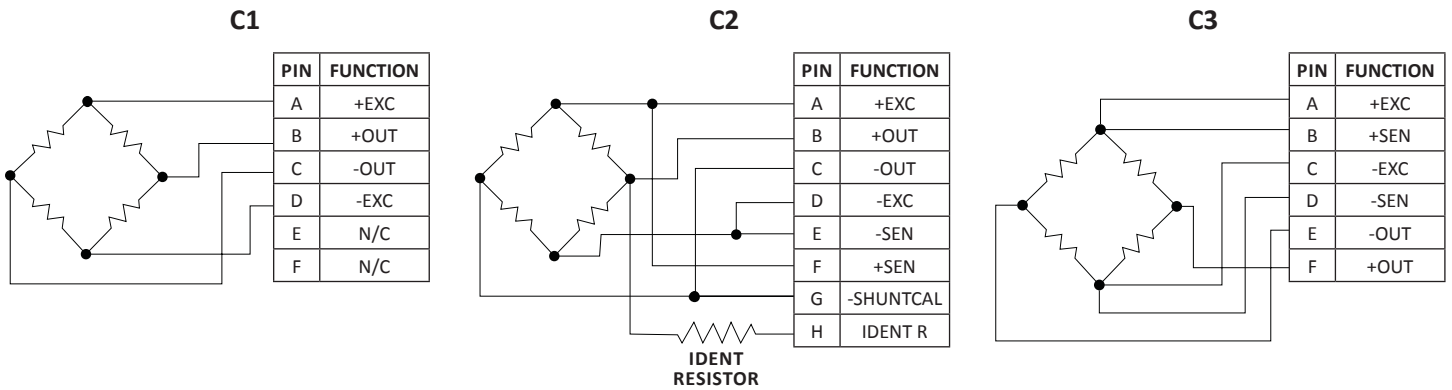 C1
PIN FUNCTION
A +EXC
B +OUT
C -OUT
D -EXC
E N/C
F N/C
C2
PIN FUNCTION
A +EXC
B +OUT
C -OUT
D -EXC
E -SEN
F +SEN
G -SHUNTCAL
H IDENT R
IDENT
RESISTOR
C3
PIN FUNCTION
A +EXC
B +SEN
C -EXC
D -SEN
E -OUT
F +OUT